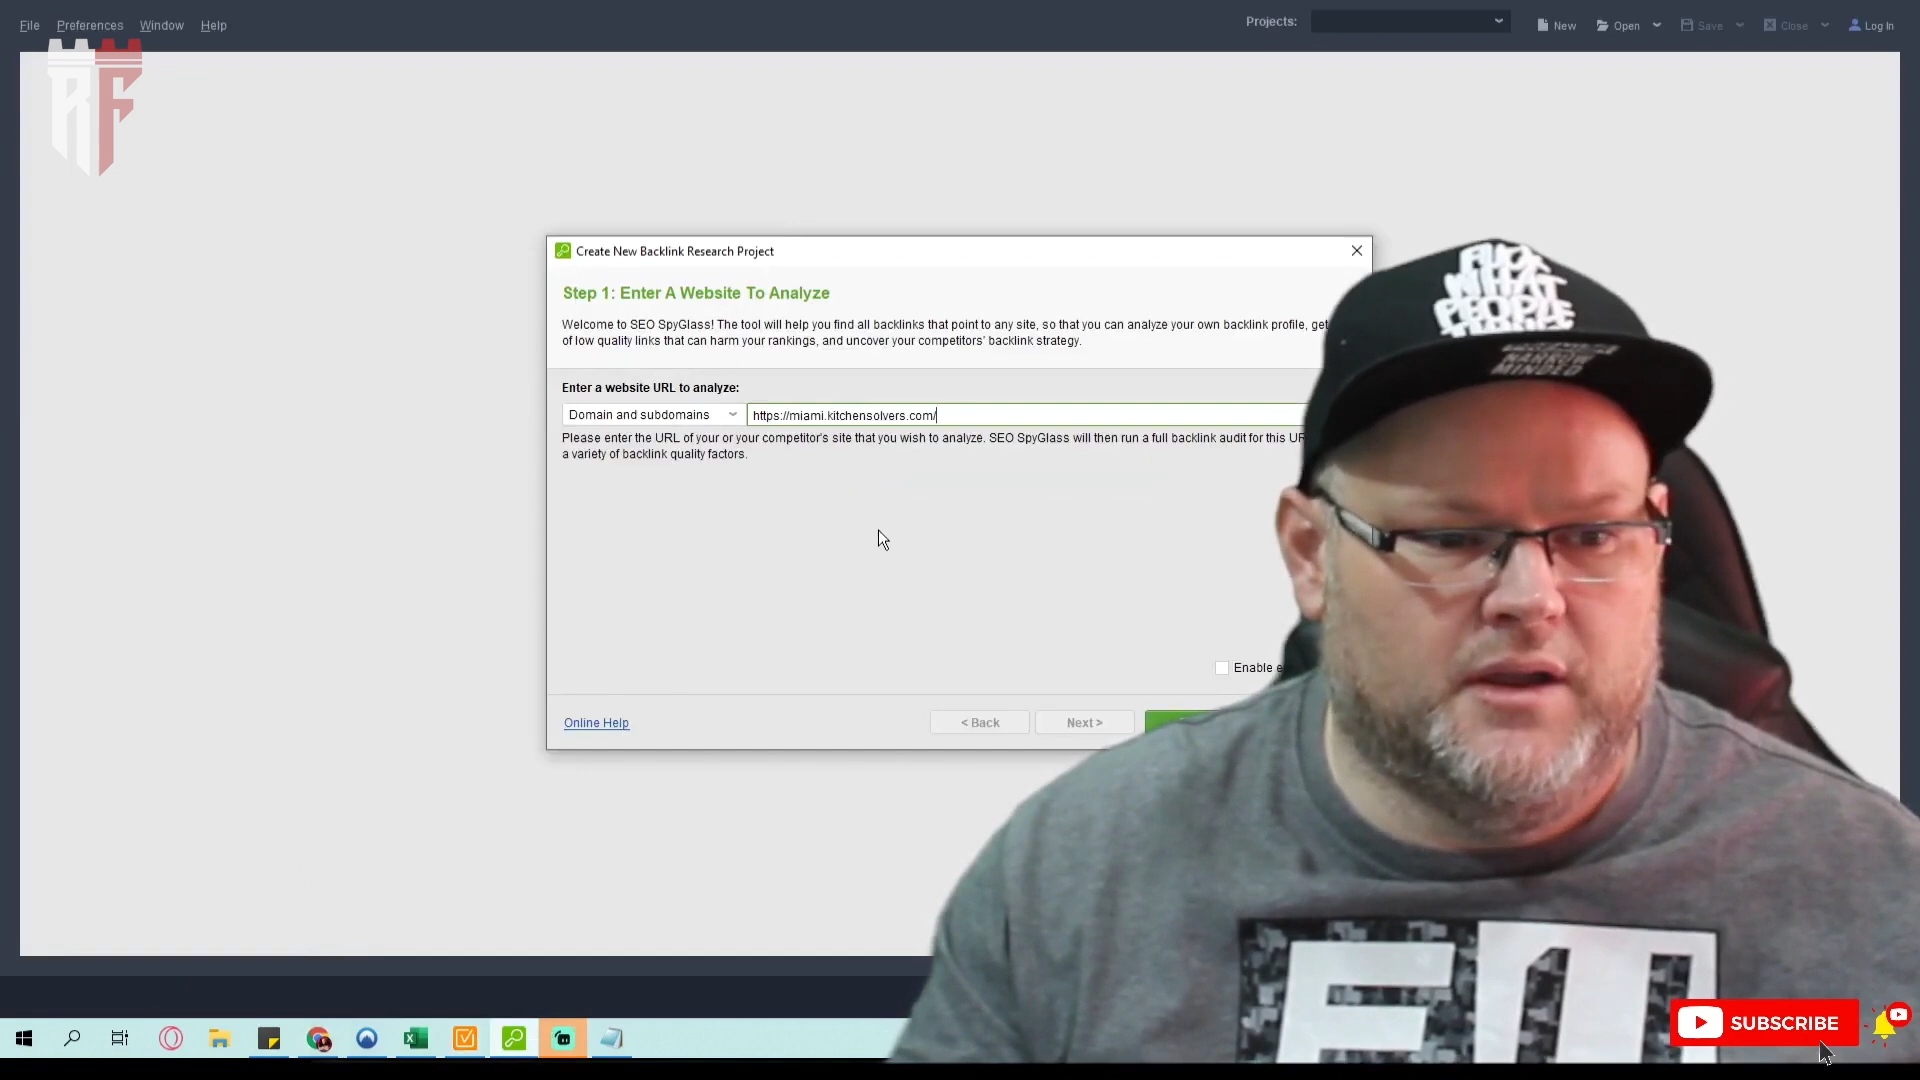 File Preferences Window Help
Projects:
New Open Save Close Log In
RF
Create New Backlink Research Project
Step 1: Enter A Website To Analyze
Welcome to SEO SpyGlass! The tool will help you find all backlinks that point to any site, so that you can analyze your own backlink profile, get
of low quality links that can harm your rankings, and uncover your competitors' backlink strategy.
Enter a website URL to analyze:
Domain and subdomains https://miami.kitchensolvers.com/
Please enter the URL of your or your competitor's site that you wish to analyze. SEO SpyGlass will then run a full backlink audit for this
a variety of backlink quality factors.
Enable
Online Help < Back Next >
WHAT
PEOPLE
NARROW
MINDED
SUBSCRIBE